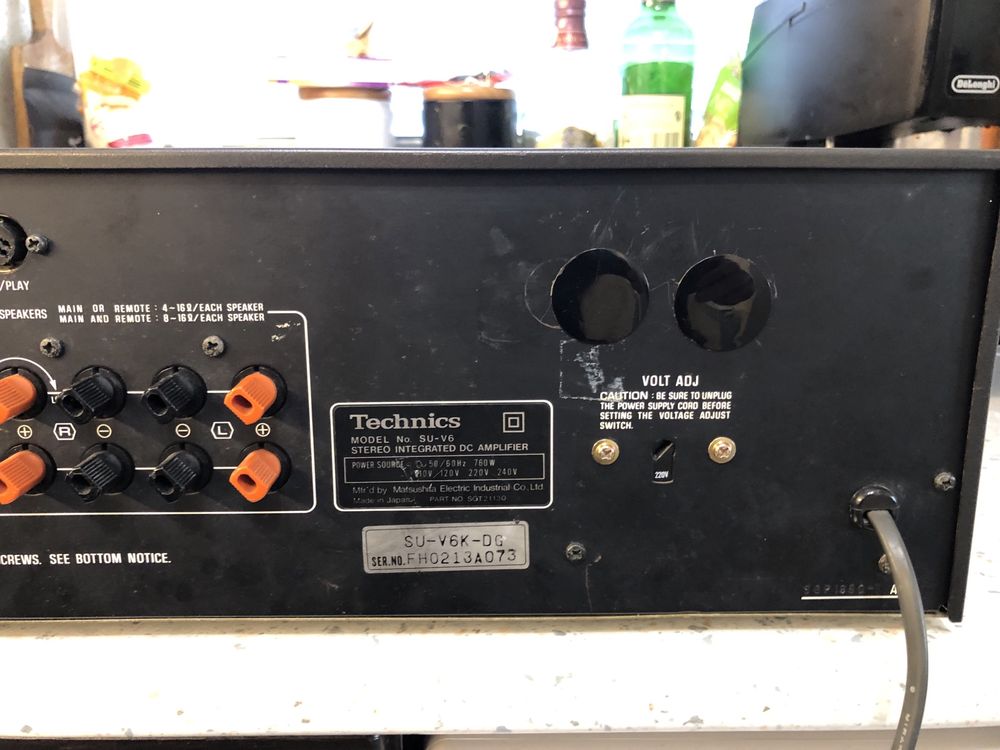 DeLonghi
/PLAY
SPEAKERS MAIN OR REMOTE : 4~16Ω/EACH SPEAKER
MAIN AND REMOTE : 8~16Ω/EACH SPEAKER
⊕ R ⊖ ⊖ L ⊕
CREWS. SEE BOTTOM NOTICE.
Technics
MODEL No. SU-V6
STEREO INTEGRATED DC AMPLIFIER
POWER SOURCE 50/60Hz 760W
110V/120V 220V 240V
Mfr'd by Matsushita Electric Industrial Co.Ltd.
Made in Japan PART NO. SGT21130
SU-V6K-DG
SER.NO.FH0213A073
VOLT ADJ
CAUTION : BE SURE TO UNPLUG
THE POWER SUPPLY CORD BEFORE
SETTING THE VOLTAGE ADJUST
SWITCH.
220V
A